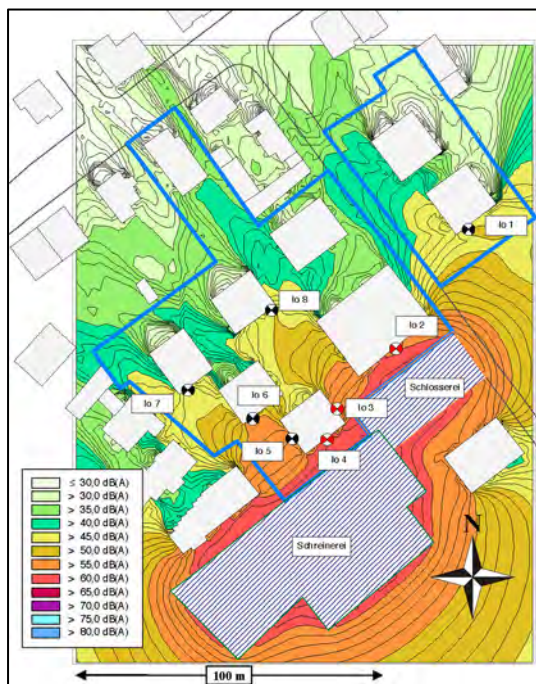 Io 1
Io 8
Io 2
Schlosserei
Io 7
Io 6
Io 3
Io 5
Io 4
≤ 30,0 dB(A)
> 30,0 dB(A)
> 35,0 dB(A)
> 40,0 dB(A)
> 45,0 dB(A)
> 50,0 dB(A)
> 55,0 dB(A)
> 60,0 dB(A)
> 65,0 dB(A)
> 70,0 dB(A)
> 75,0 dB(A)
> 80,0 dB(A)
Schreinerei
N
100 m